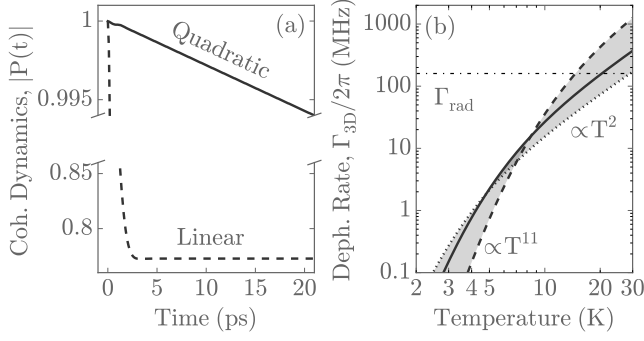 Coh. Dynamics, |P(t)|
1
0.995
0.85
0.8
(a)
Quadratic
Linear
0 5 10 15 20
Time (ps)
Deph. Rate, Γ3D/2π (MHz)
1000
100
10
1
0.1
(b)
Γrad
∝T²
∝T¹¹
2 3 4 5 10 20 30
Temperature (K)